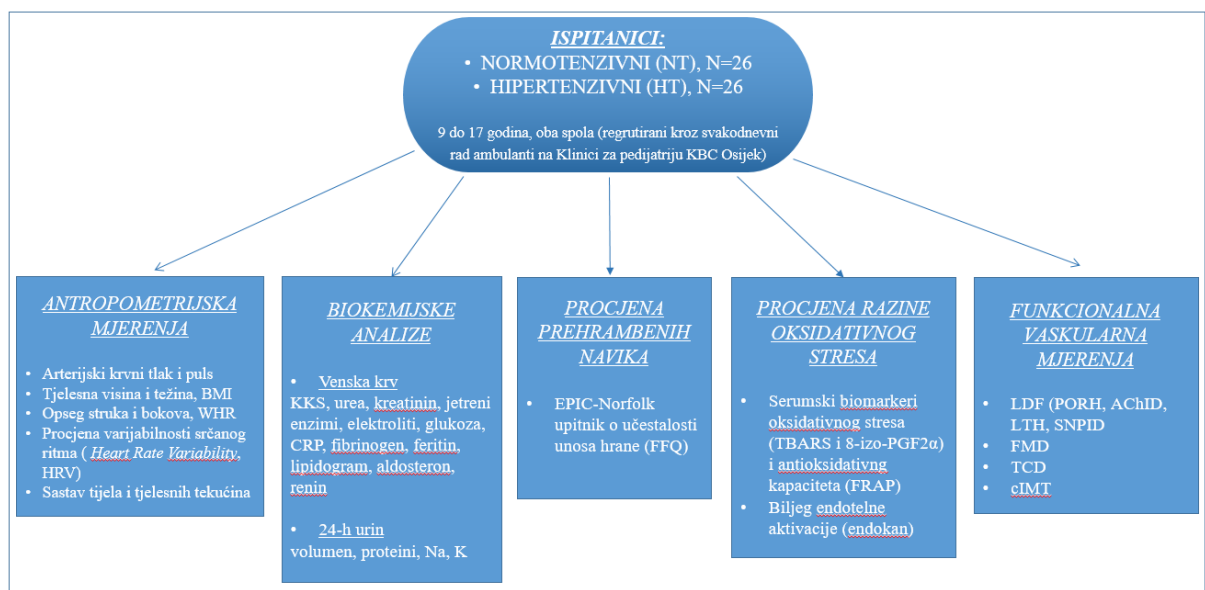 ISPITANICI:
• NORMOTENZIVNI (NT), N=26
• HIPERTENZIVNI (HT), N=26
9 do 17 godina, oba spola (regrutirani kroz svakodnevni
rad ambulanti na Klinici za pedijatriju KBC Osijek)
ANTROPOMETRIJSKA
MJERENJA
• Arterijski krvni tlak i puls
• Tjelesna visina i težina, BMI
• Opseg struka i bokova, WHR
• Procjena varijabilnosti srčanog
ritma ( Heart Rate Variability,
HRV)
• Sastav tijela i tjelesnih tekućina
BIOKEMIJSKE
ANALIZE
• Venska krv
KKS, urea, kreatinin, jetreni
enzimi, elektroliti, glukoza,
CRP, fibrinogen, feritin,
lipidogram, aldosteron,
renin
• 24-h urin
volumen, proteini, Na, K
PROCJENA
PREHRAMBENIH
NAVIKA
• EPIC-Norfolk
upitnik o učestalosti
unosa hrane (FFQ)
PROCJENA RAZINE
OKSIDATIVNOG
STRESA
• Serumski biomarkeri
oksidativnog stresa
(TBARS i 8-izo-PGF2α)
i antioksidativng
kapaciteta (FRAP)
• Biljeg endotelne
aktivacije (endokan)
FUNKCIONALNA
VASKULARNA
MJERENJA
• LDF (PORH, AChID,
LTH, SNPID)
• FMD
• TCD
• cIMT